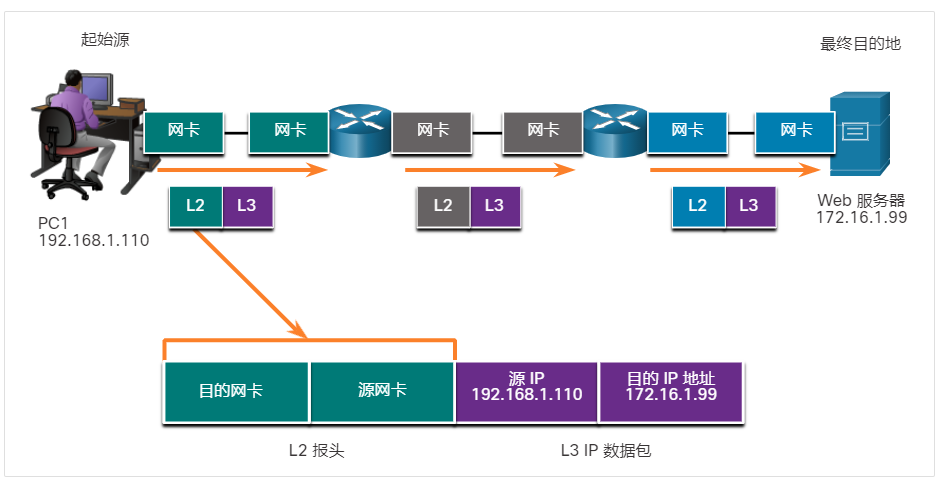 起始源
最终目的地
网卡
网卡
网卡
网卡
网卡
网卡
L2
L3
L2
L3
L2
L3
PC1
192.168.1.110
Web 服务器
172.16.1.99
目的网卡
源网卡
源 IP
192.168.1.110
目的 IP 地址
172.16.1.99
L2 报头
L3 IP 数据包